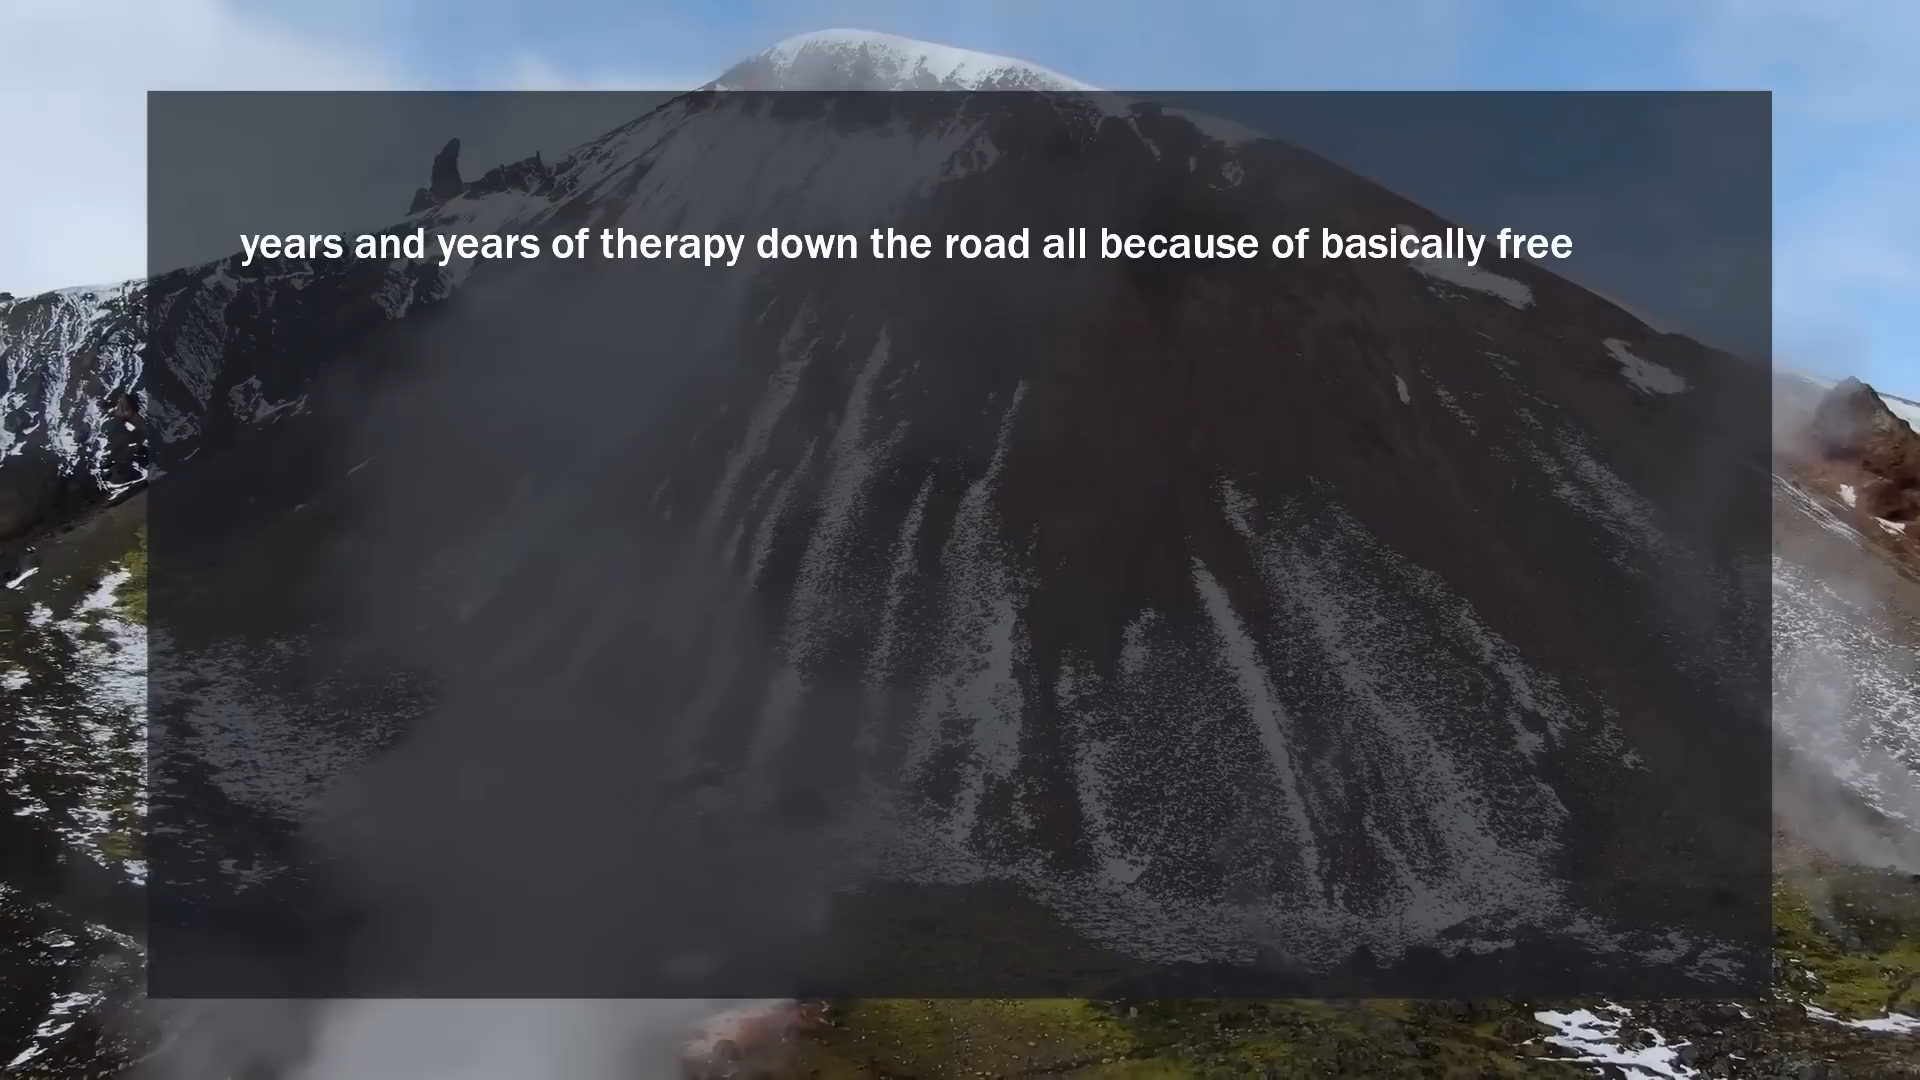 years and years of therapy down the road all because of basically free